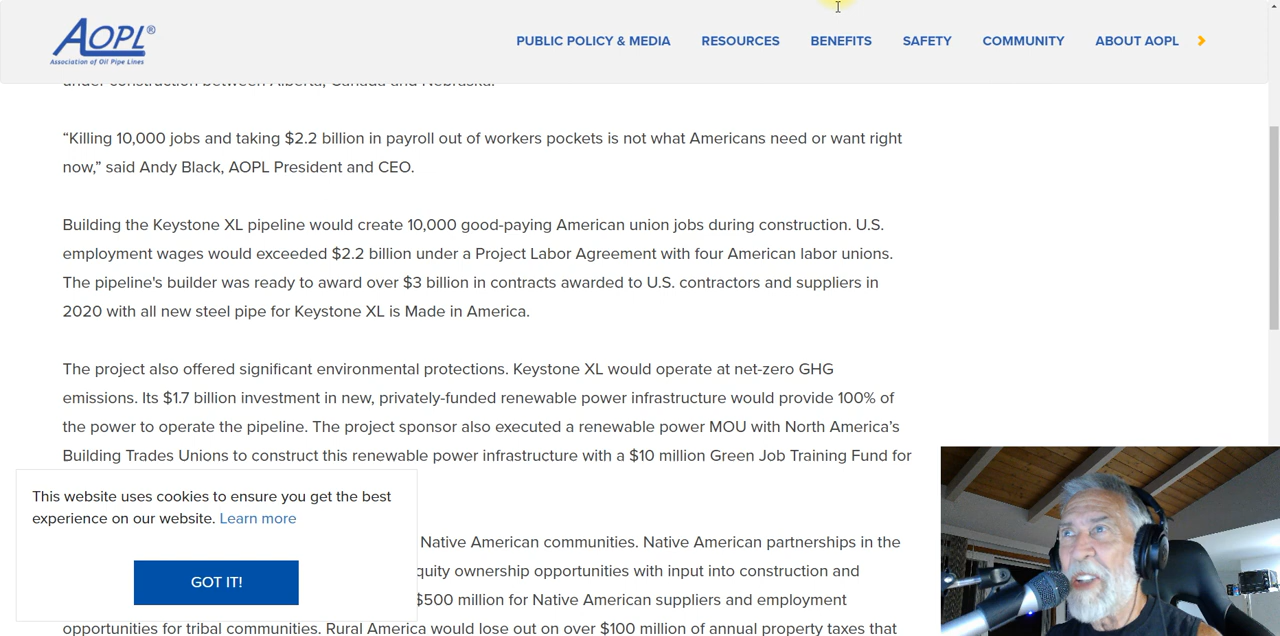 AOPL®
Association of Oil Pipe Lines
PUBLIC POLICY & MEDIA
RESOURCES
BENEFITS
SAFETY
COMMUNITY
ABOUT AOPL
under construction between Alberta, Canada and Nebraska.
“Killing 10,000 jobs and taking $2.2 billion in payroll out of workers pockets is not what Americans need or want right
now,” said Andy Black, AOPL President and CEO.
Building the Keystone XL pipeline would create 10,000 good-paying American union jobs during construction. U.S.
employment wages would exceeded $2.2 billion under a Project Labor Agreement with four American labor unions.
The pipeline's builder was ready to award over $3 billion in contracts awarded to U.S. contractors and suppliers in
2020 with all new steel pipe for Keystone XL is Made in America.
The project also offered significant environmental protections. Keystone XL would operate at net-zero GHG
emissions. Its $1.7 billion investment in new, privately-funded renewable power infrastructure would provide 100% of
the power to operate the pipeline. The project sponsor also executed a renewable power MOU with North America’s
Building Trades Unions to construct this renewable power infrastructure with a $10 million Green Job Training Fund for
Native American communities. Native American partnerships in the
quity ownership opportunities with input into construction and
$500 million for Native American suppliers and employment
opportunities for tribal communities. Rural America would lose out on over $100 million of annual property taxes that
This website uses cookies to ensure you get the best
experience on our website. Learn more
GOT IT!